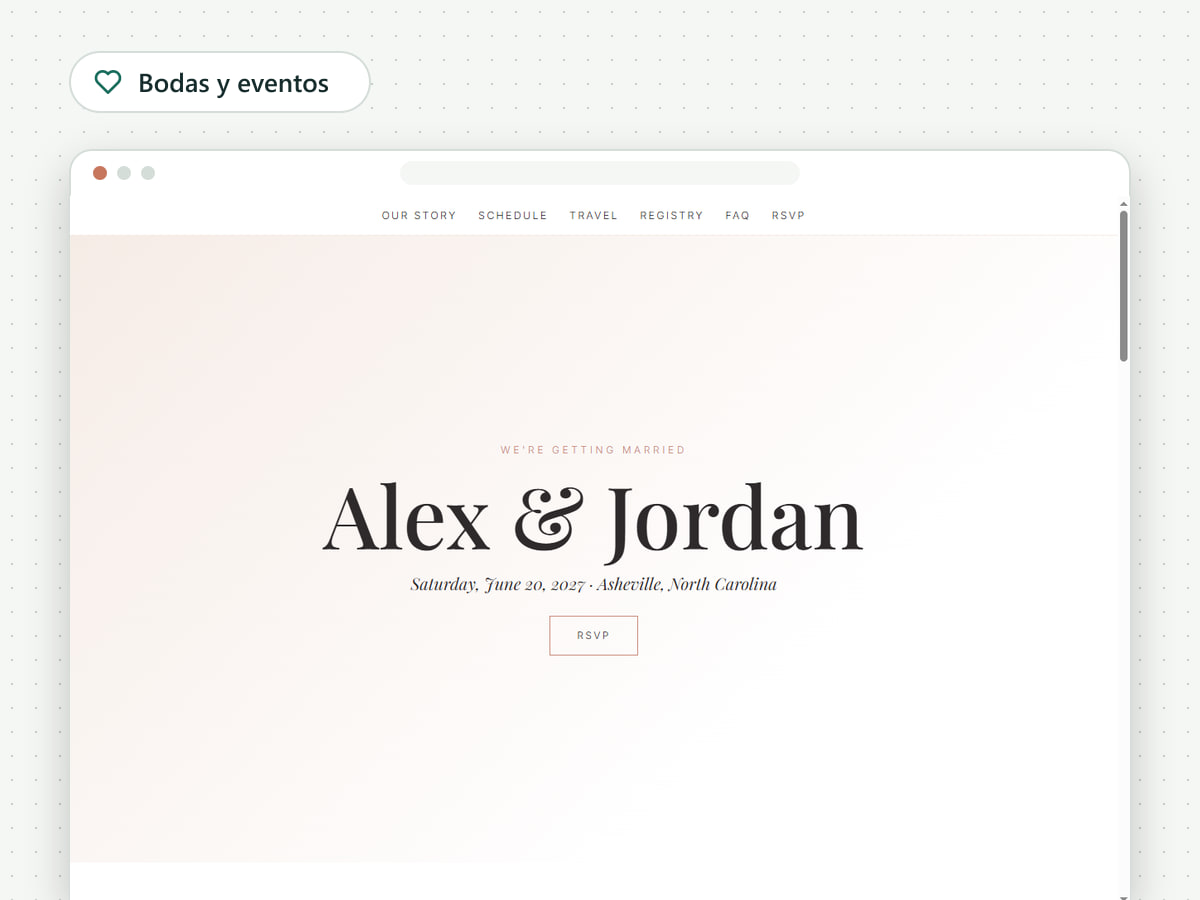 Bodas y eventos
OUR STORY SCHEDULE TRAVEL REGISTRY FAQ RSVP
WE'RE GETTING MARRIED
Alex & Jordan
Saturday, June 20, 2027 · Asheville, North Carolina
RSVP